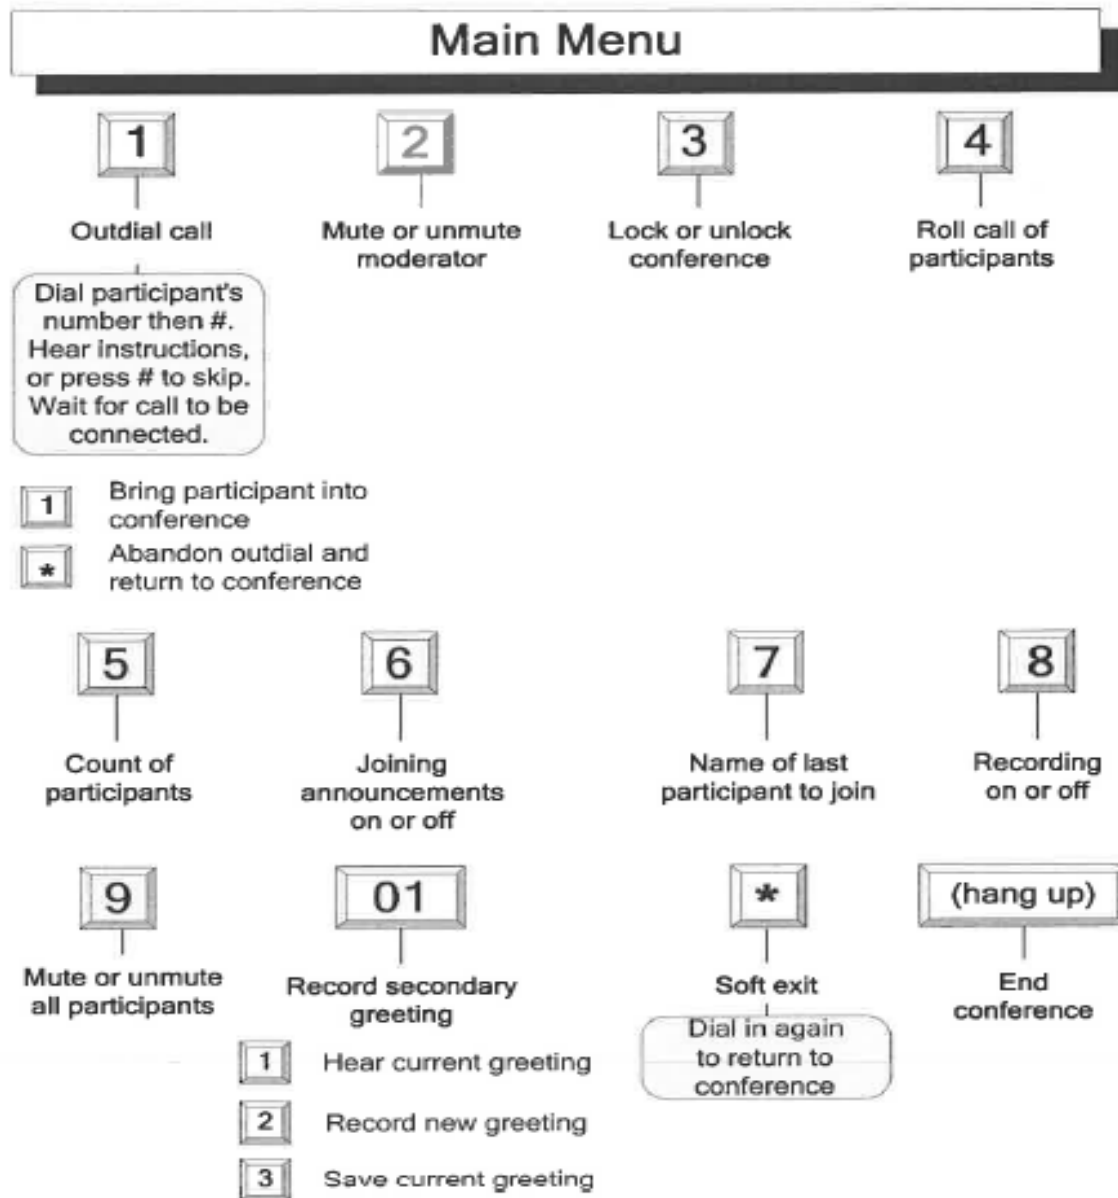 Main Menu
1
Outdial call
Dial participant's
number then #.
Hear instructions,
or press # to skip.
Wait for call to be
connected.
1
Bring participant into
conference
*
Abandon outdial and
return to conference
2
Mute or unmute
moderator
3
Lock or unlock
conference
4
Roll call of
participants
5
Count of
participants
6
Joining
announcements
on or off
7
Name of last
participant to join
8
Recording
on or off
9
Mute or unmute
all participants
01
Record secondary
greeting
1
Hear current greeting
2
Record new greeting
3
Save current greeting
*
Soft exit
Dial in again
to return to
conference
(hang up)
End
conference